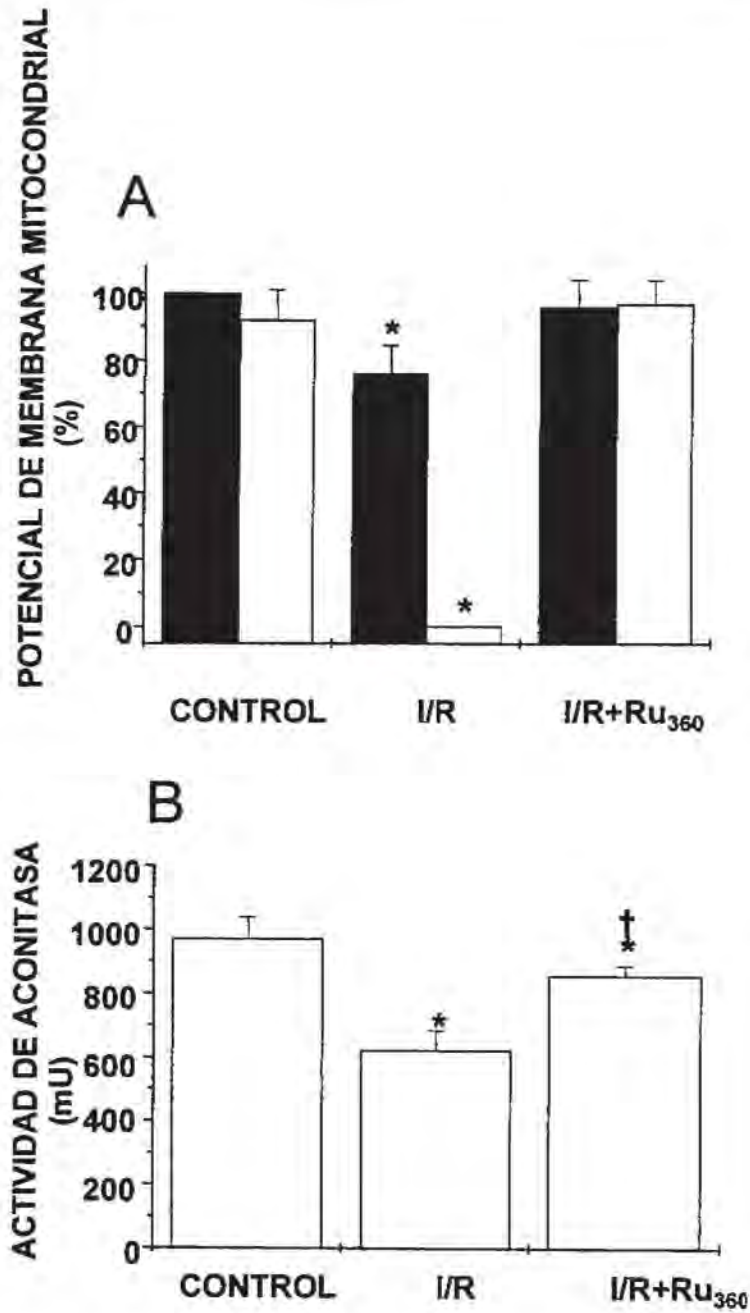 A
POTENCIAL DE MEMBRANA MITOCONDRIAL
(%)
100
80
60
40
20
0
*
*
CONTROL I/R I/R+Ru₃₆₀
B
ACTIVIDAD DE ACONITASA
(mU)
1200
1000
800
600
400
200
0
*
†
*
CONTROL I/R I/R+Ru₃₆₀